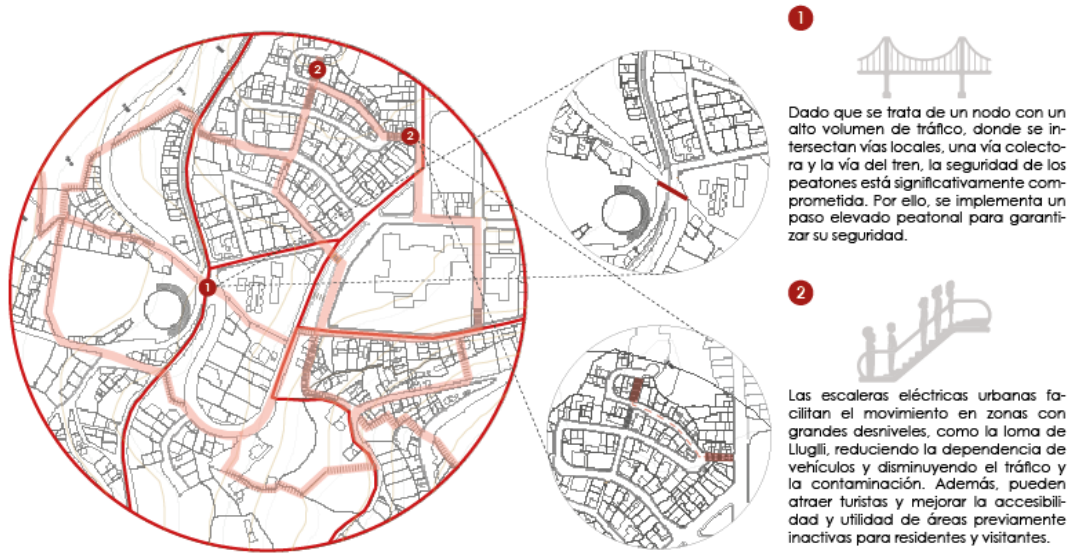 1
Dado que se trata de un nodo con un
alto volumen de tráfico, donde se in-
tersectan vías locales, una vía colecto-
ra y la vía del tren, la seguridad de los
peatones está significativamente com-
prometida. Por ello, se implementa un
paso elevado peatonal para garanti-
zar su seguridad.
2
Las escaleras eléctricas urbanas fa-
cilitan el movimiento en zonas con
grandes desniveles, como la loma de
Lluglli, reduciendo la dependencia de
vehículos y disminuyendo el tráfico y
la contaminación. Además, pueden
atraer turistas y mejorar la accesibili-
dad y utilidad de áreas previamente
inactivas para residentes y visitantes.
2
2
1